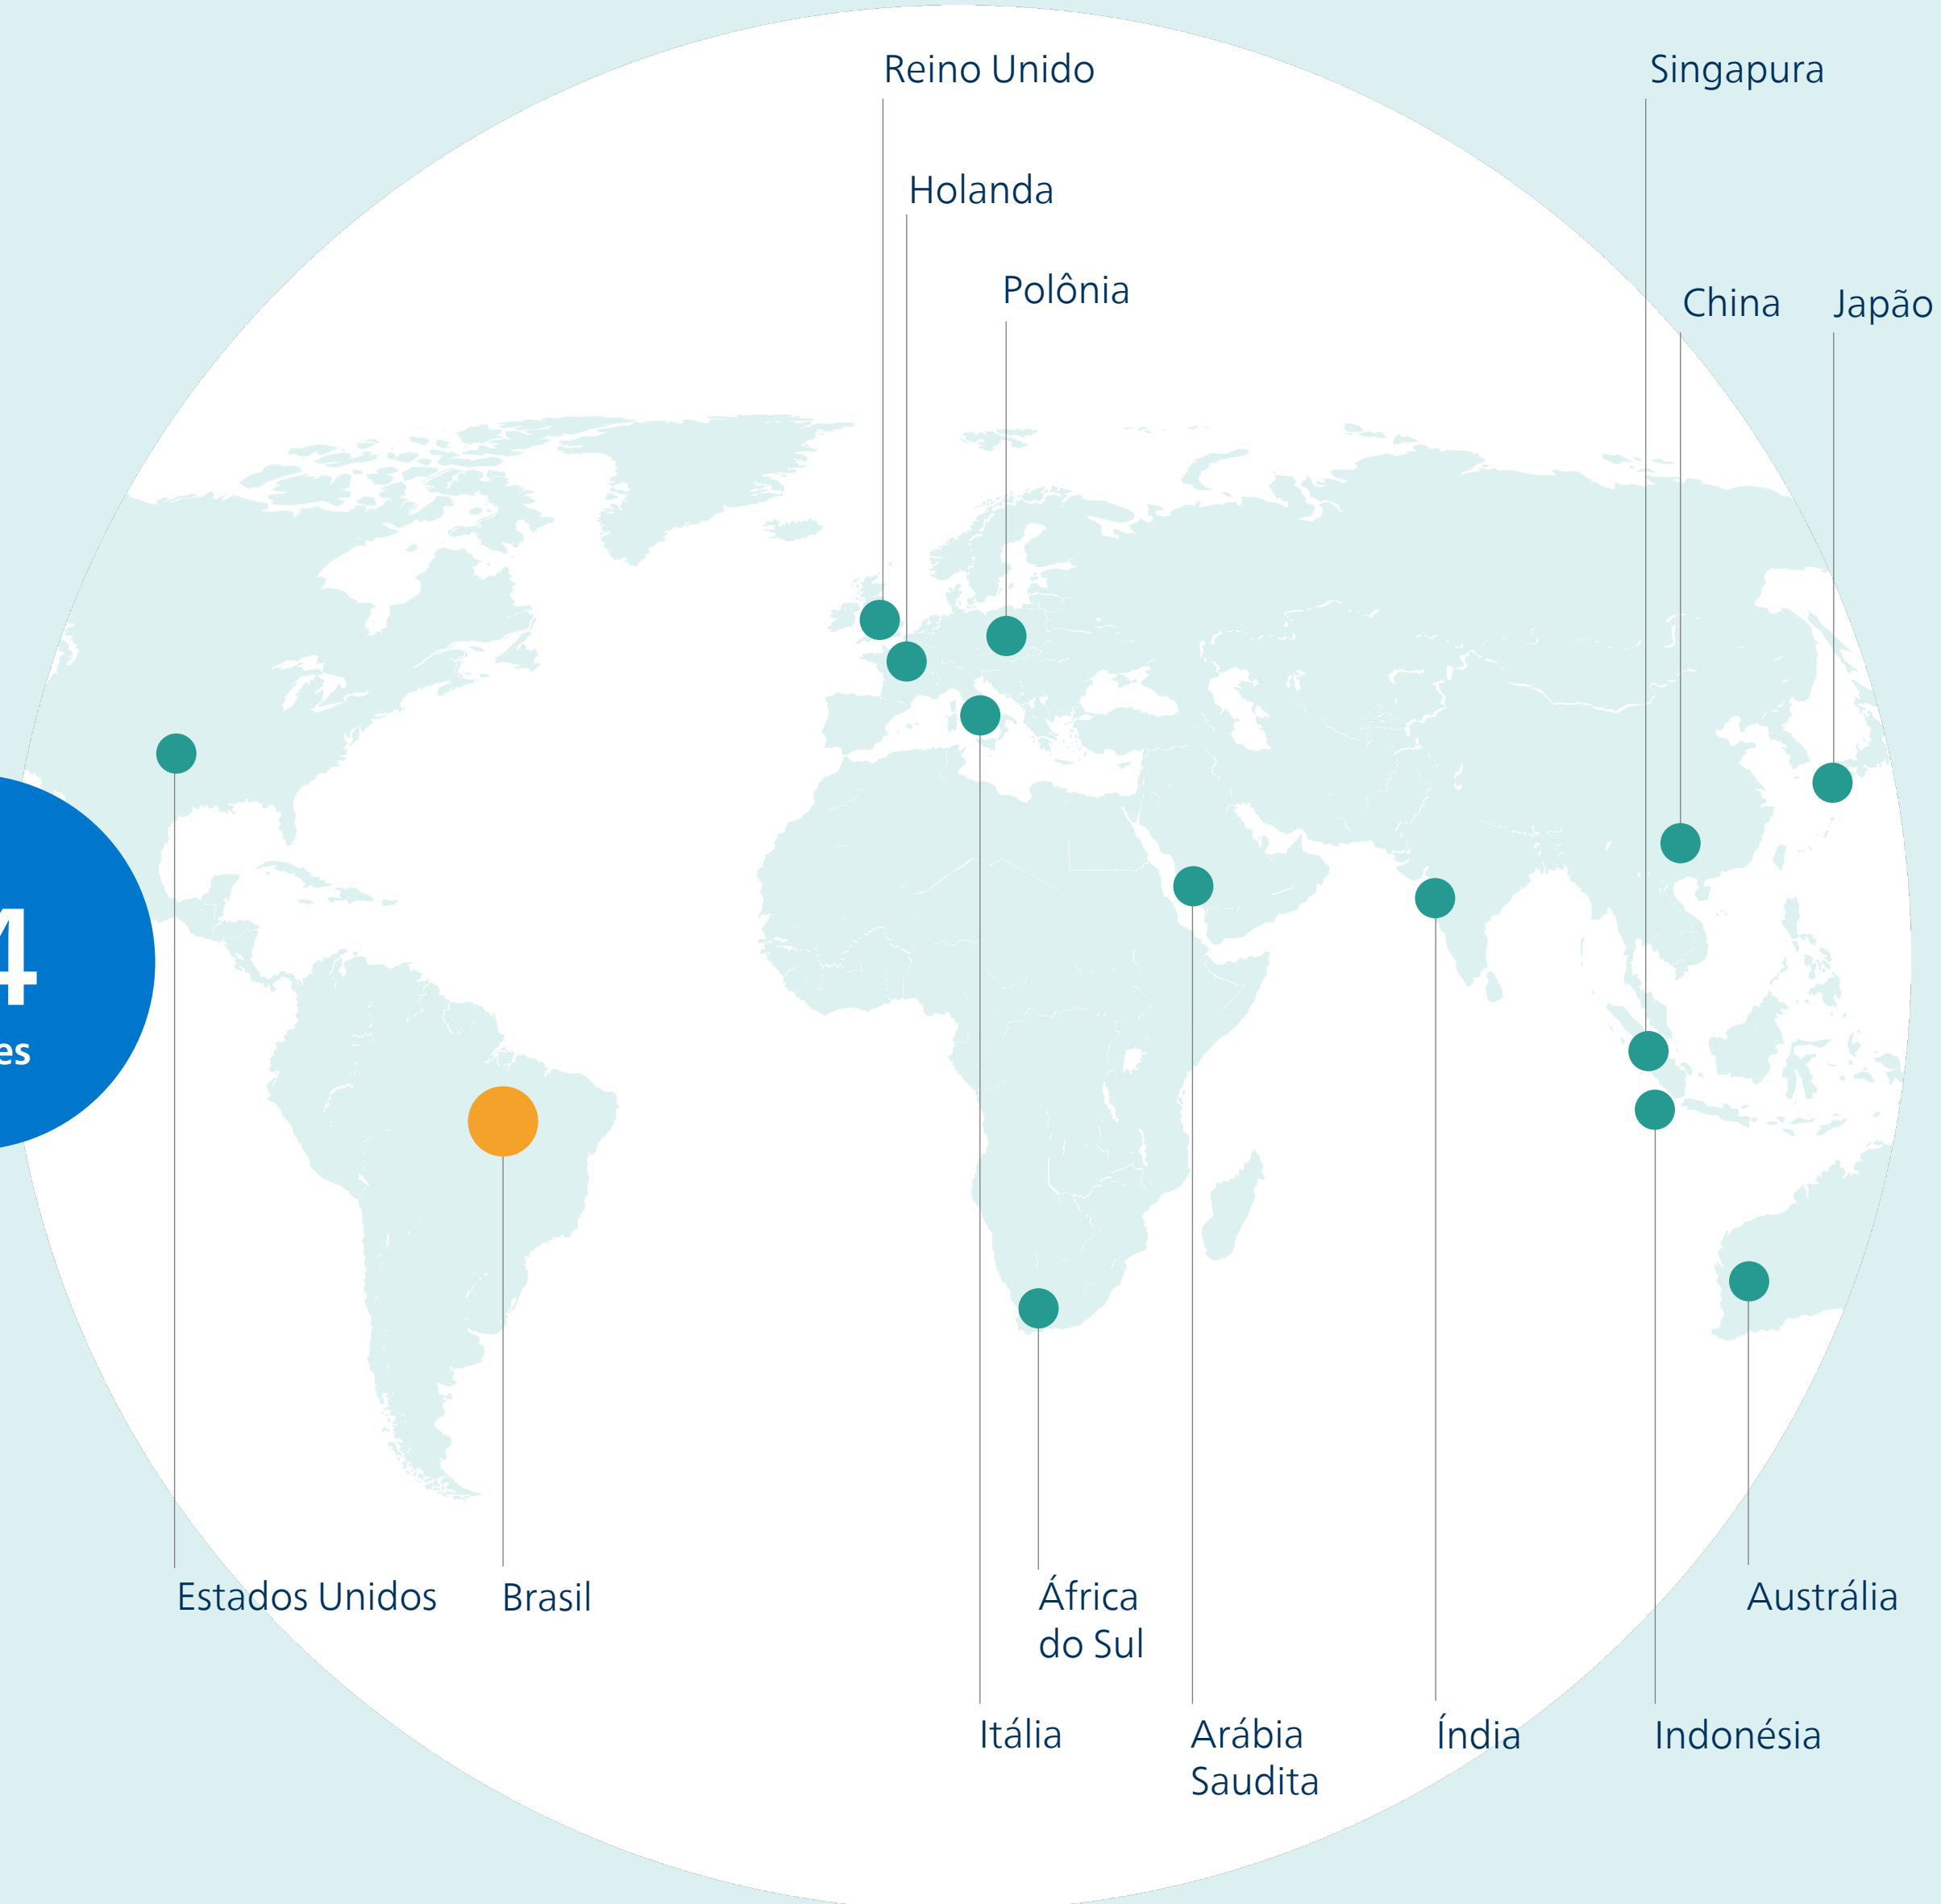 Reino Unido
Singapura
Holanda
Polônia
China
Japão
4
es
Estados Unidos
Brasil
África
do Sul
Austrália
Itália
Arábia
Saudita
Índia
Indonésia